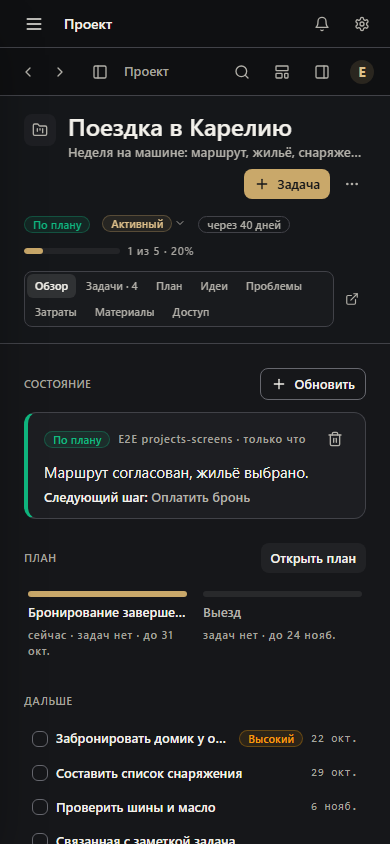 Проект
Проект
E
Поездка в Карелию
Неделя на машине: маршрут, жильё, снаряже...
Задача
По плану
Активный
через 40 дней
1 из 5 · 20%
Обзор
Задачи · 4
План
Идеи
Проблемы
Затраты
Материалы
Доступ
СОСТОЯНИЕ
Обновить
По плану
E2E projects-screens · только что
Маршрут согласован, жильё выбрано.
Следующий шаг: Оплатить бронь
ПЛАН
Открыть план
Бронирование заверше...
сейчас · задач нет · до 31
окт.
Выезд
задач нет · до 24 нояб.
ДАЛЬШЕ
Забронировать домик у о...
Высокий
22 окт.
Составить список снаряжения
29 окт.
Проверить шины и масло
6 нояб.
Связанная с заметкой задача